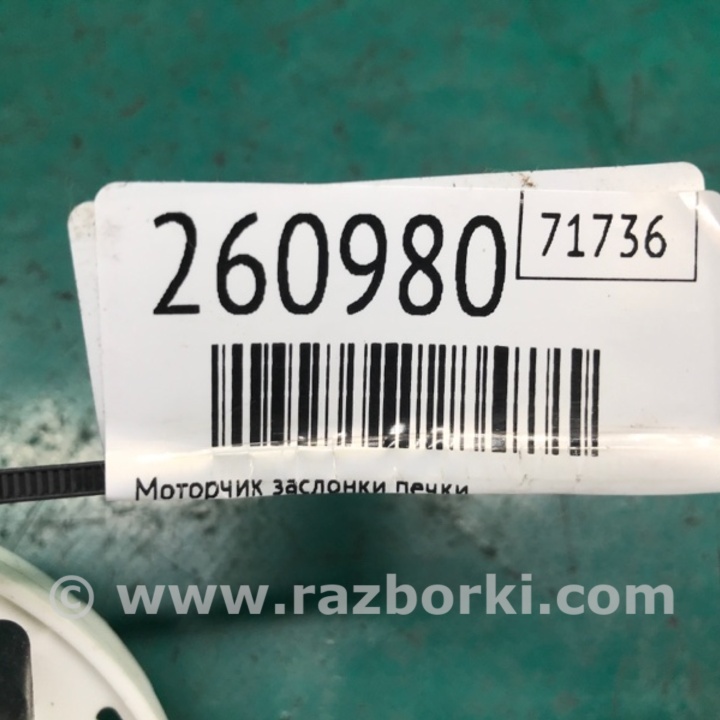 260980
71736
Моторчик заслонки печки
© www.razborki.com